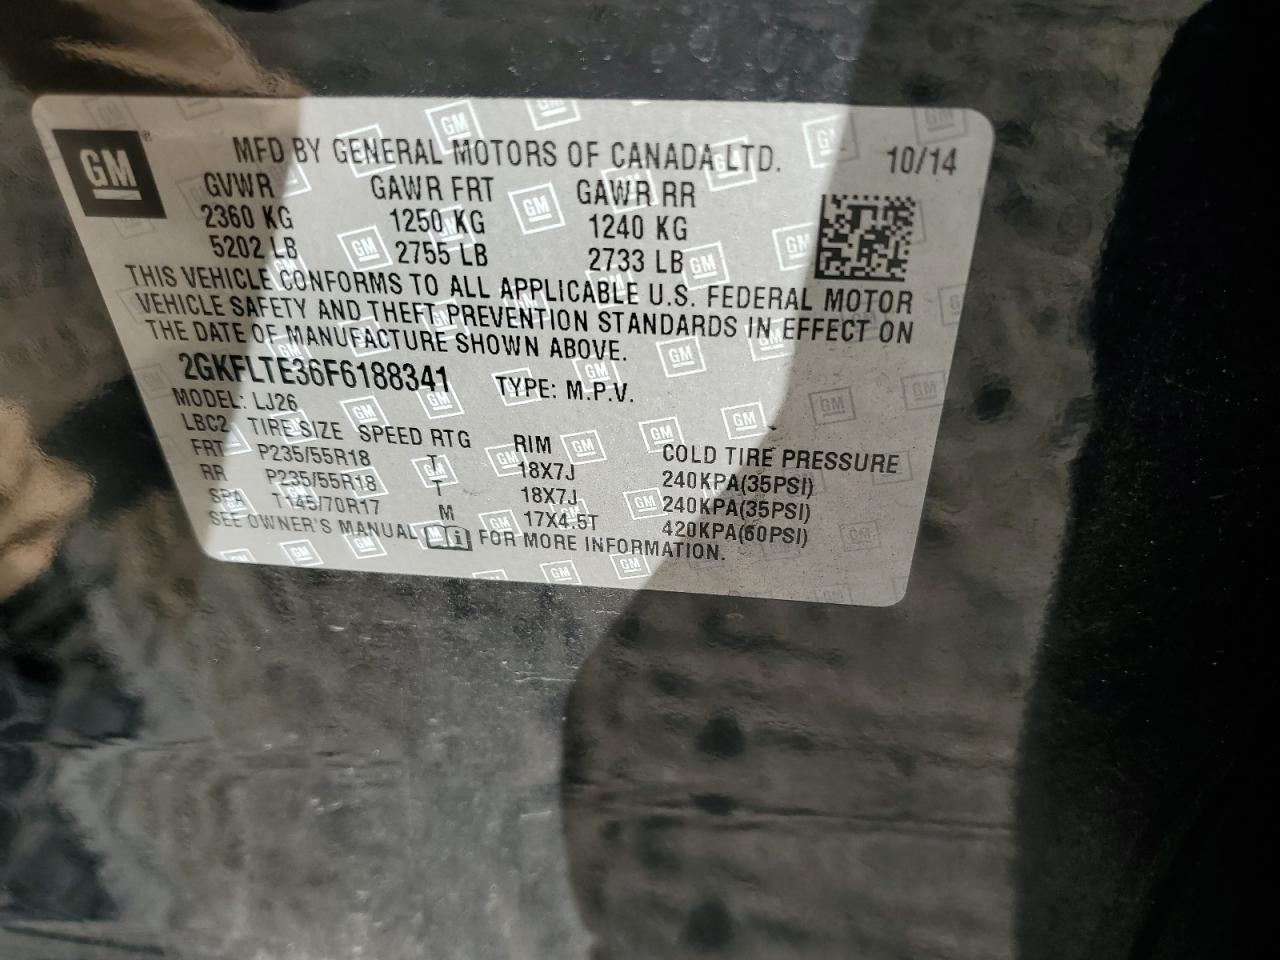 GM
MFD BY GENERAL MOTORS OF CANADA LTD. 10/14
GVWR GAWR FRT GAWR RR
2360 KG 1250 KG 1240 KG
5202 LB 2755 LB 2733 LB
THIS VEHICLE CONFORMS TO ALL APPLICABLE U.S. FEDERAL MOTOR
VEHICLE SAFETY AND THEFT PREVENTION STANDARDS IN EFFECT ON
THE DATE OF MANUFACTURE SHOWN ABOVE.
2GKFLTE36F6188341 TYPE: M.P.V.
MODEL: LJ26
LBC2 TIRE SIZE SPEED RTG RIM COLD TIRE PRESSURE
FRT P235/55R18 T 18X7J 240KPA(35PSI)
RR P235/55R18 T 18X7J 240KPA(35PSI)
SPA T145/70R17 M 17X4.5T 420KPA(60PSI)
SEE OWNER'S MANUAL FOR MORE INFORMATION.